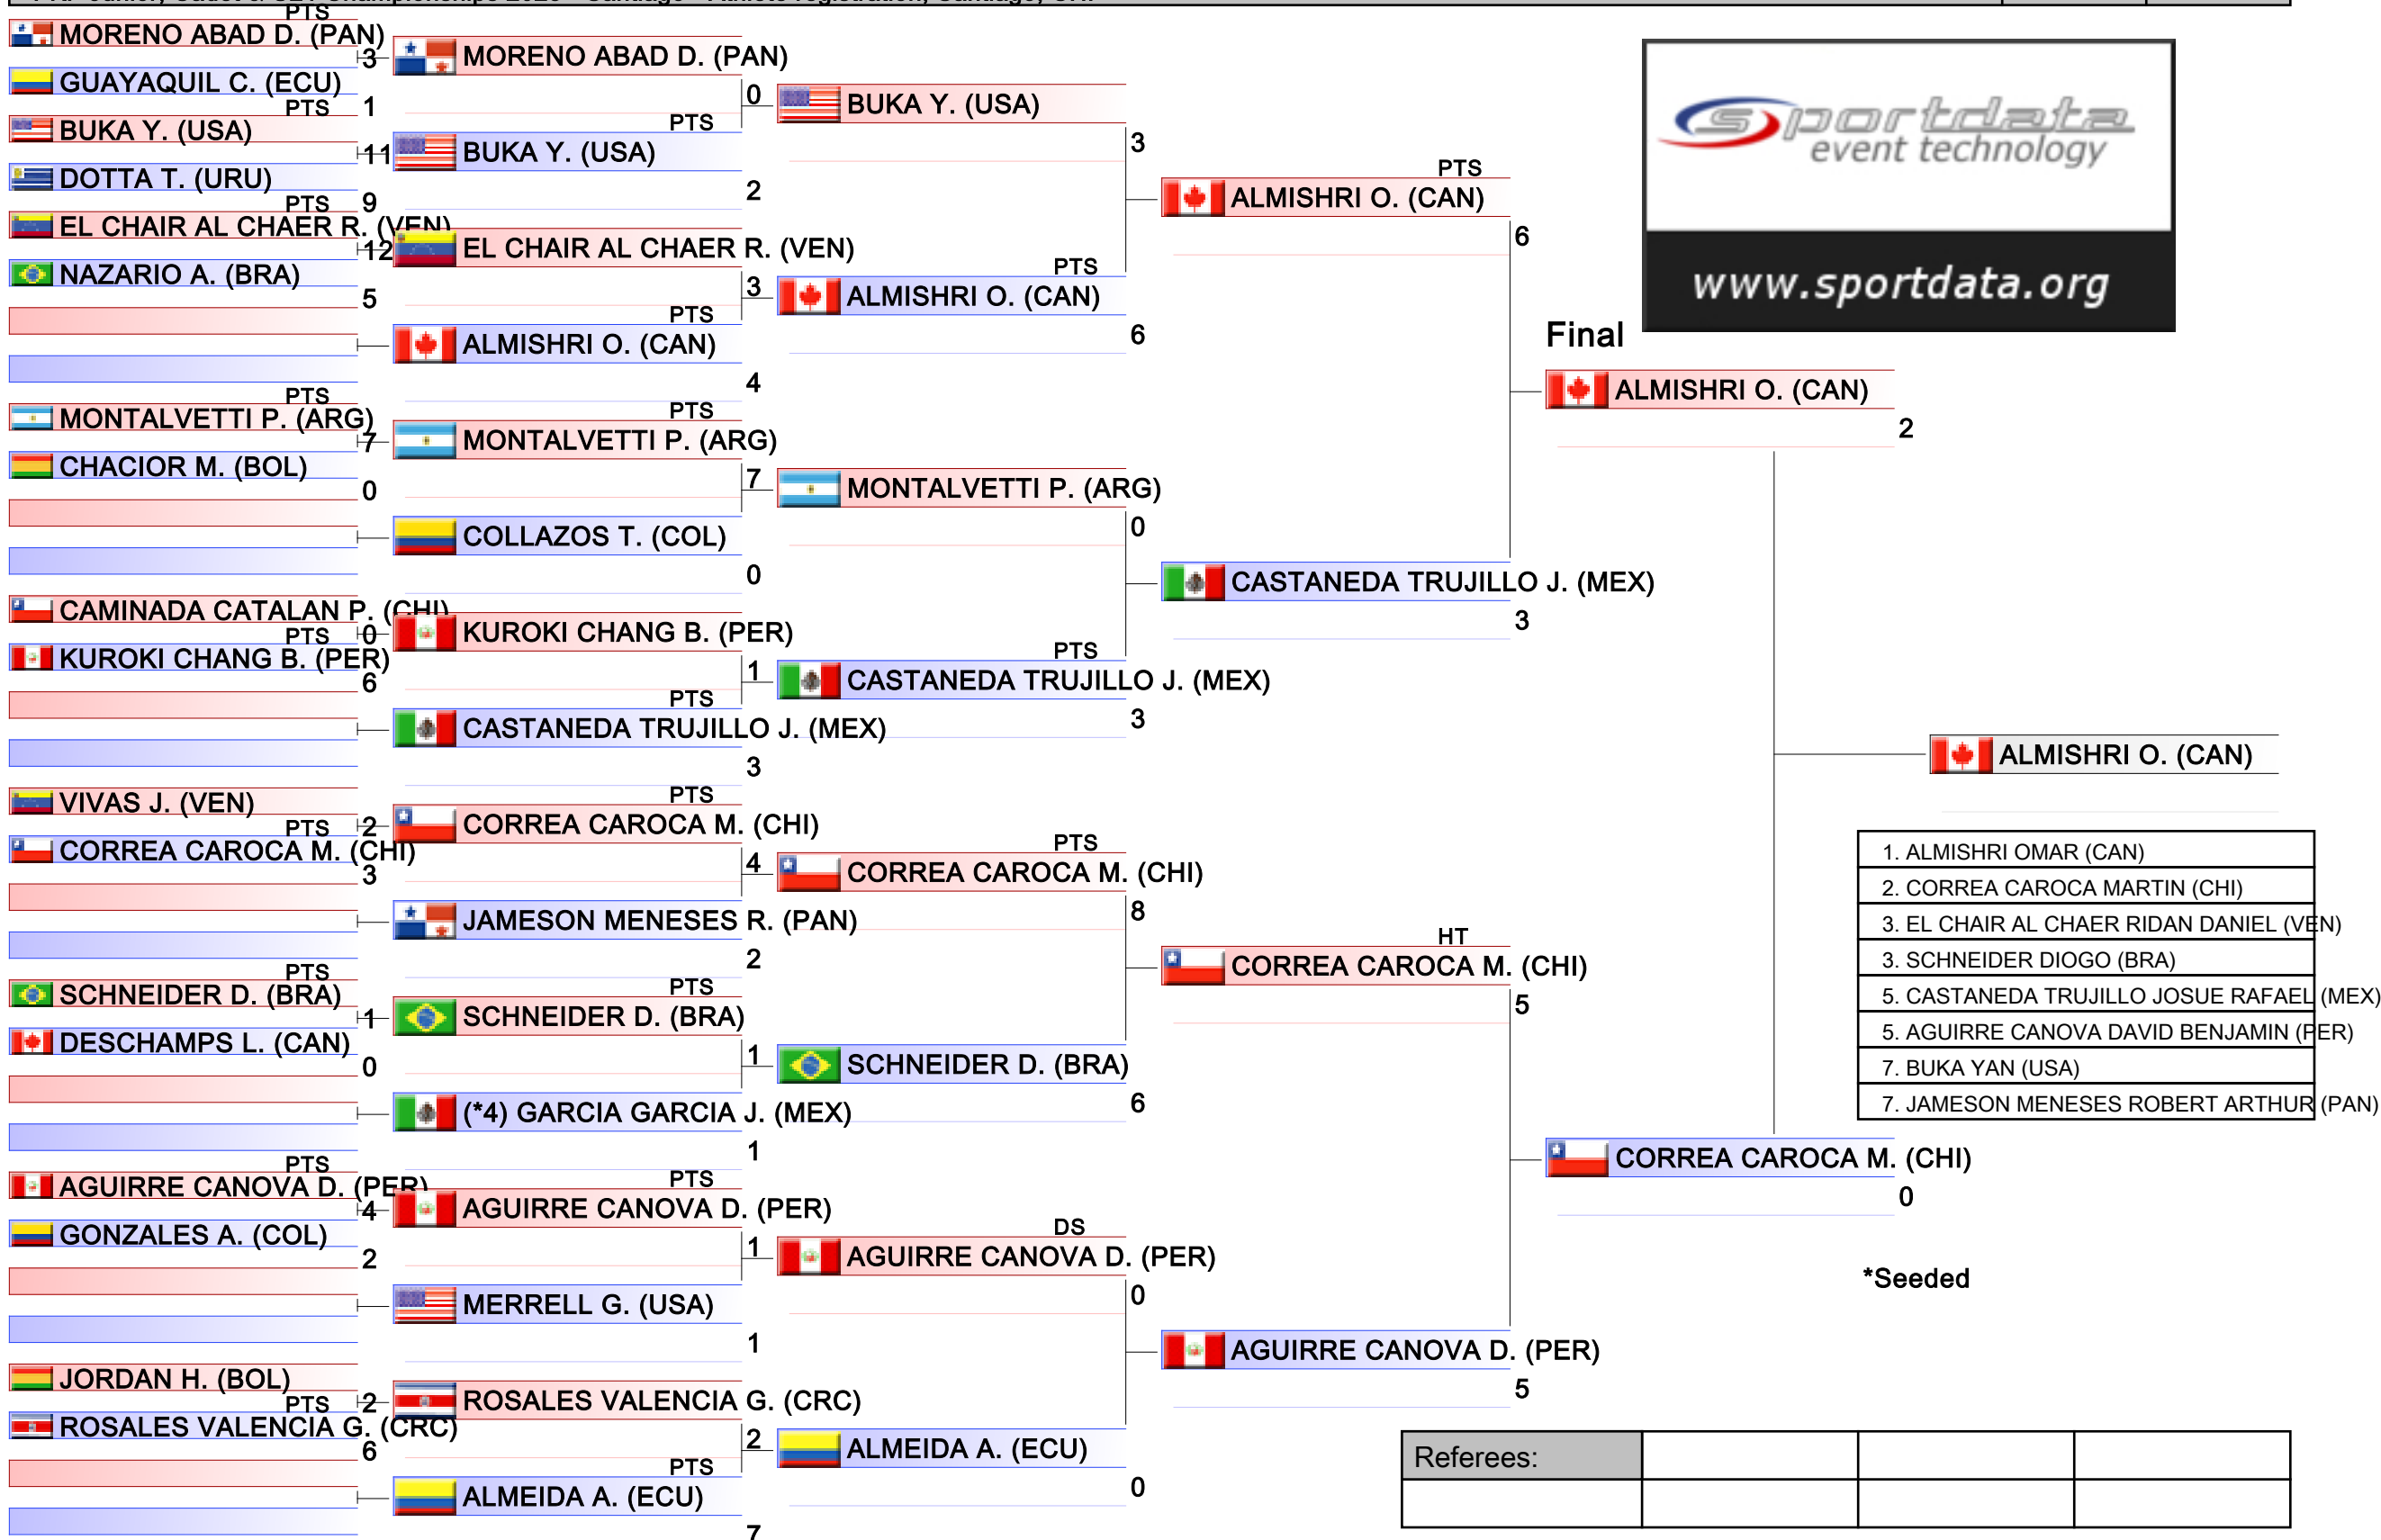 PTS
MORENO ABAD D. (PAN)
3
GUAYAQUIL C. (ECU)
PTS
1
BUKA Y. (USA)
11
DOTTA T. (URU)
PTS
9
EL CHAIR AL CHAER R. (VEN)
12
NAZARIO A. (BRA)
5
PTS
MONTALVETTI P. (ARG)
7
CHACIOR M. (BOL)
0
CAMINADA CATALAN P. (CHI)
PTS
0
KUROKI CHANG B. (PER)
6
VIVAS J. (VEN)
PTS
2
CORREA CAROCA M. (CHI)
3
PTS
SCHNEIDER D. (BRA)
1
DESCHAMPS L. (CAN)
0
PTS
AGUIRRE CANOVA D. (PER)
4
GONZALES A. (COL)
2
JORDAN H. (BOL)
PTS
2
ROSALES VALENCIA G. (CRC)
6
MORENO ABAD D. (PAN)
0
PTS
BUKA Y. (USA)
2
EL CHAIR AL CHAER R. (VEN)
3
PTS
ALMISHRI O. (CAN)
4
PTS
MONTALVETTI P. (ARG)
7
COLLAZOS T. (COL)
0
KUROKI CHANG B. (PER)
1
PTS
CASTANEDA TRUJILLO J. (MEX)
3
PTS
CORREA CAROCA M. (CHI)
4
JAMESON MENESES R. (PAN)
2
PTS
SCHNEIDER D. (BRA)
1
(*4) GARCIA GARCIA J. (MEX)
1
PTS
AGUIRRE CANOVA D. (PER)
1
MERRELL G. (USA)
1
ROSALES VALENCIA G. (CRC)
2
PTS
ALMEIDA A. (ECU)
7
BUKA Y. (USA)
3
PTS
ALMISHRI O. (CAN)
6
MONTALVETTI P. (ARG)
0
PTS
CASTANEDA TRUJILLO J. (MEX)
3
PTS
CORREA CAROCA M. (CHI)
8
SCHNEIDER D. (BRA)
6
DS
AGUIRRE CANOVA D. (PER)
0
ALMEIDA A. (ECU)
0
PTS
ALMISHRI O. (CAN)
6
CASTANEDA TRUJILLO J. (MEX)
3
HT
CORREA CAROCA M. (CHI)
5
AGUIRRE CANOVA D. (PER)
5
sportdata
event technology
www.sportdata.org
Final
ALMISHRI O. (CAN)
2
CORREA CAROCA M. (CHI)
0
ALMISHRI O. (CAN)
1. ALMISHRI OMAR (CAN)
2. CORREA CAROCA MARTIN (CHI)
3. EL CHAIR AL CHAER RIDAN DANIEL (VEN)
3. SCHNEIDER DIOGO (BRA)
5. CASTANEDA TRUJILLO JOSUE RAFAEL (MEX)
5. AGUIRRE CANOVA DAVID BENJAMIN (PER)
7. BUKA YAN (USA)
7. JAMESON MENESES ROBERT ARTHUR (PAN)
*Seeded
Referees: